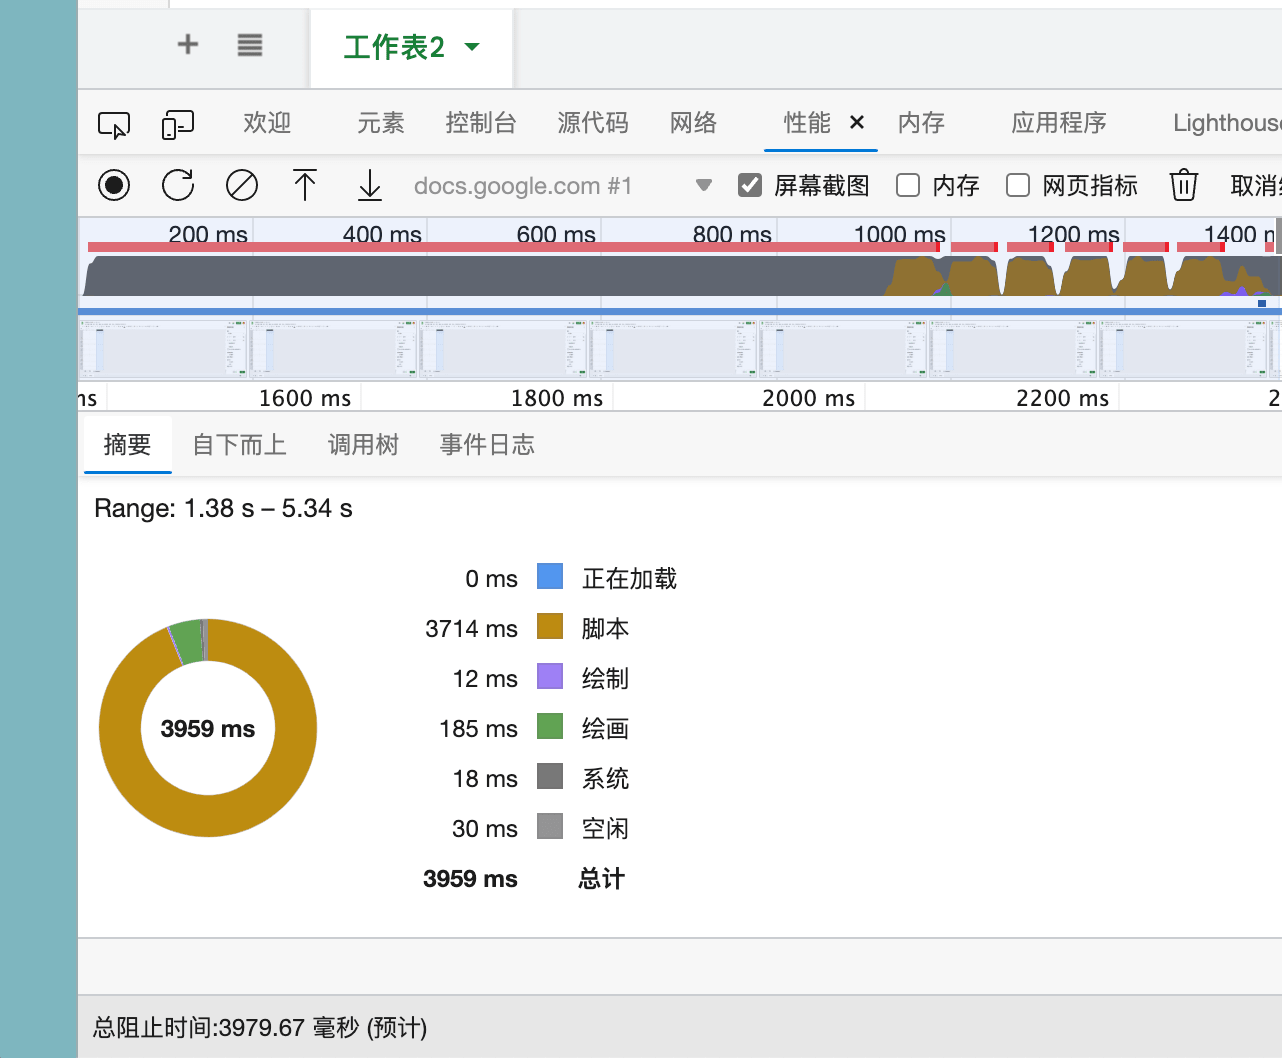 工作表2
欢迎 元素 控制台 源代码 网络 性能 × 内存 应用程序 Lighthouse
docs.google.com #1 屏幕截图 内存 网页指标 取消
200 ms 400 ms 600 ms 800 ms 1000 ms 1200 ms 1400 m
ns 1600 ms 1800 ms 2000 ms 2200 ms 2
摘要 自下而上 调用树 事件日志
Range: 1.38 s – 5.34 s
0 ms 正在加载
3714 ms 脚本
12 ms 绘制
185 ms 绘画
18 ms 系统
30 ms 空闲
3959 ms 总计
3959 ms
总阻止时间:3979.67 毫秒 (预计)